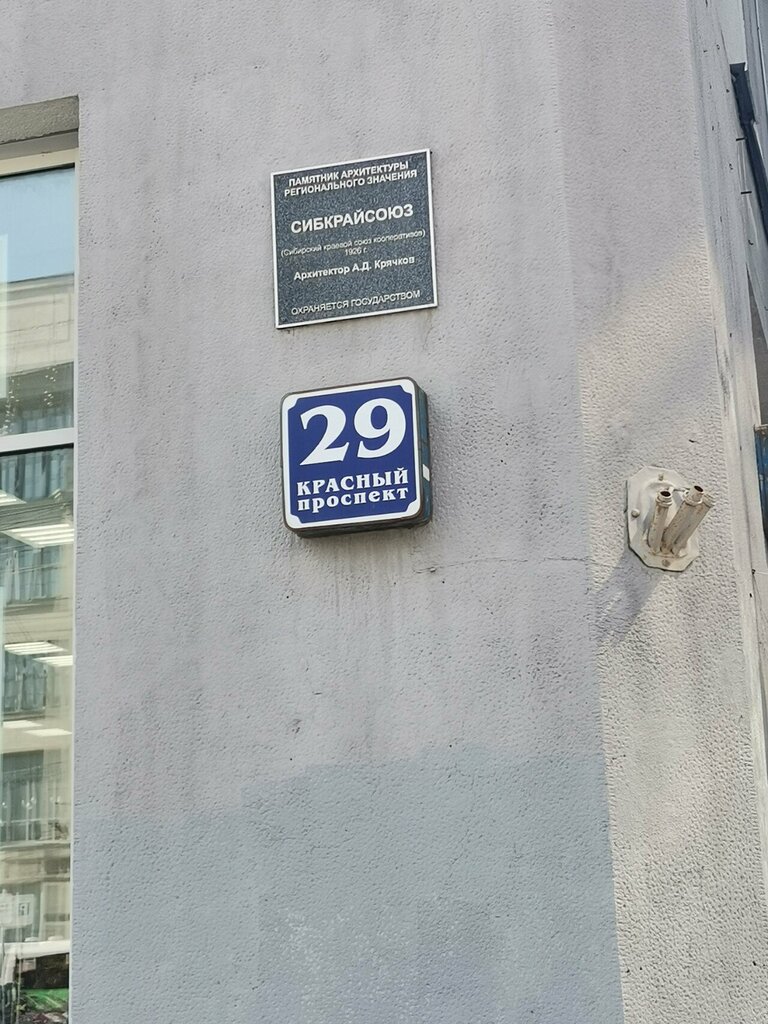 ПАМЯТНИК АРХИТЕКТУРЫ
РЕГИОНАЛЬНОГО ЗНАЧЕНИЯ
СИБКРАЙСОЮЗ
(Сибирский краевой союз кооперативов)
1926 г.
Архитектор А.Д. Крячков
ОХРАНЯЕТСЯ ГОСУДАРСТВОМ
29
КРАСНЫЙ
проспект